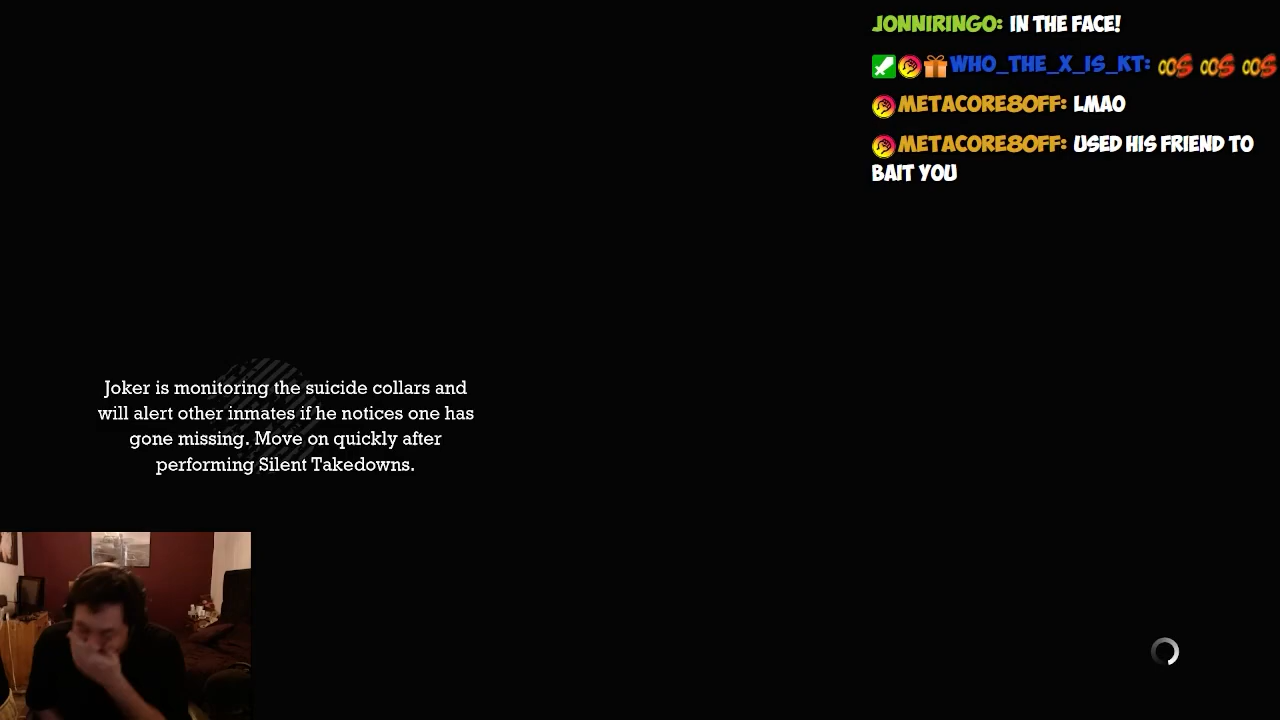 JONNIRINGO: IN THE FACE!
WHO_THE_X_IS_KT:
METACORE8OFF: LMAO
METACORE8OFF: USED HIS FRIEND TO
BAIT YOU
Joker is monitoring the suicide collars and
will alert other inmates if he notices one has
gone missing. Move on quickly after
performing Silent Takedowns.